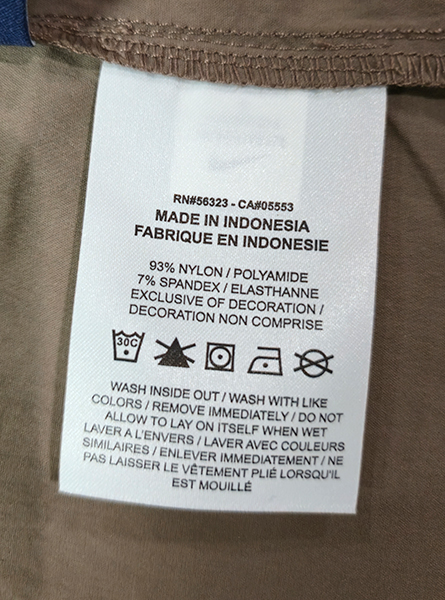 RN#56323 - CA#05553
MADE IN INDONESIA
FABRIQUE EN INDONESIE
93% NYLON / POLYAMIDE
7% SPANDEX / ELASTHANNE
EXCLUSIVE OF DECORATION /
DECORATION NON COMPRISE
30C
WASH INSIDE OUT / WASH WITH LIKE
COLORS / REMOVE IMMEDIATELY / DO NOT
ALLOW TO LAY ON ITSELF WHEN WET
LAVER A L'ENVERS / LAVER AVEC COULEURS
SIMILAIRES / ENLEVER IMMEDIATEMENT / NE
PAS LAISSER LE VÊTEMENT PLIÉ LORSQU'IL
EST MOUILLÉ